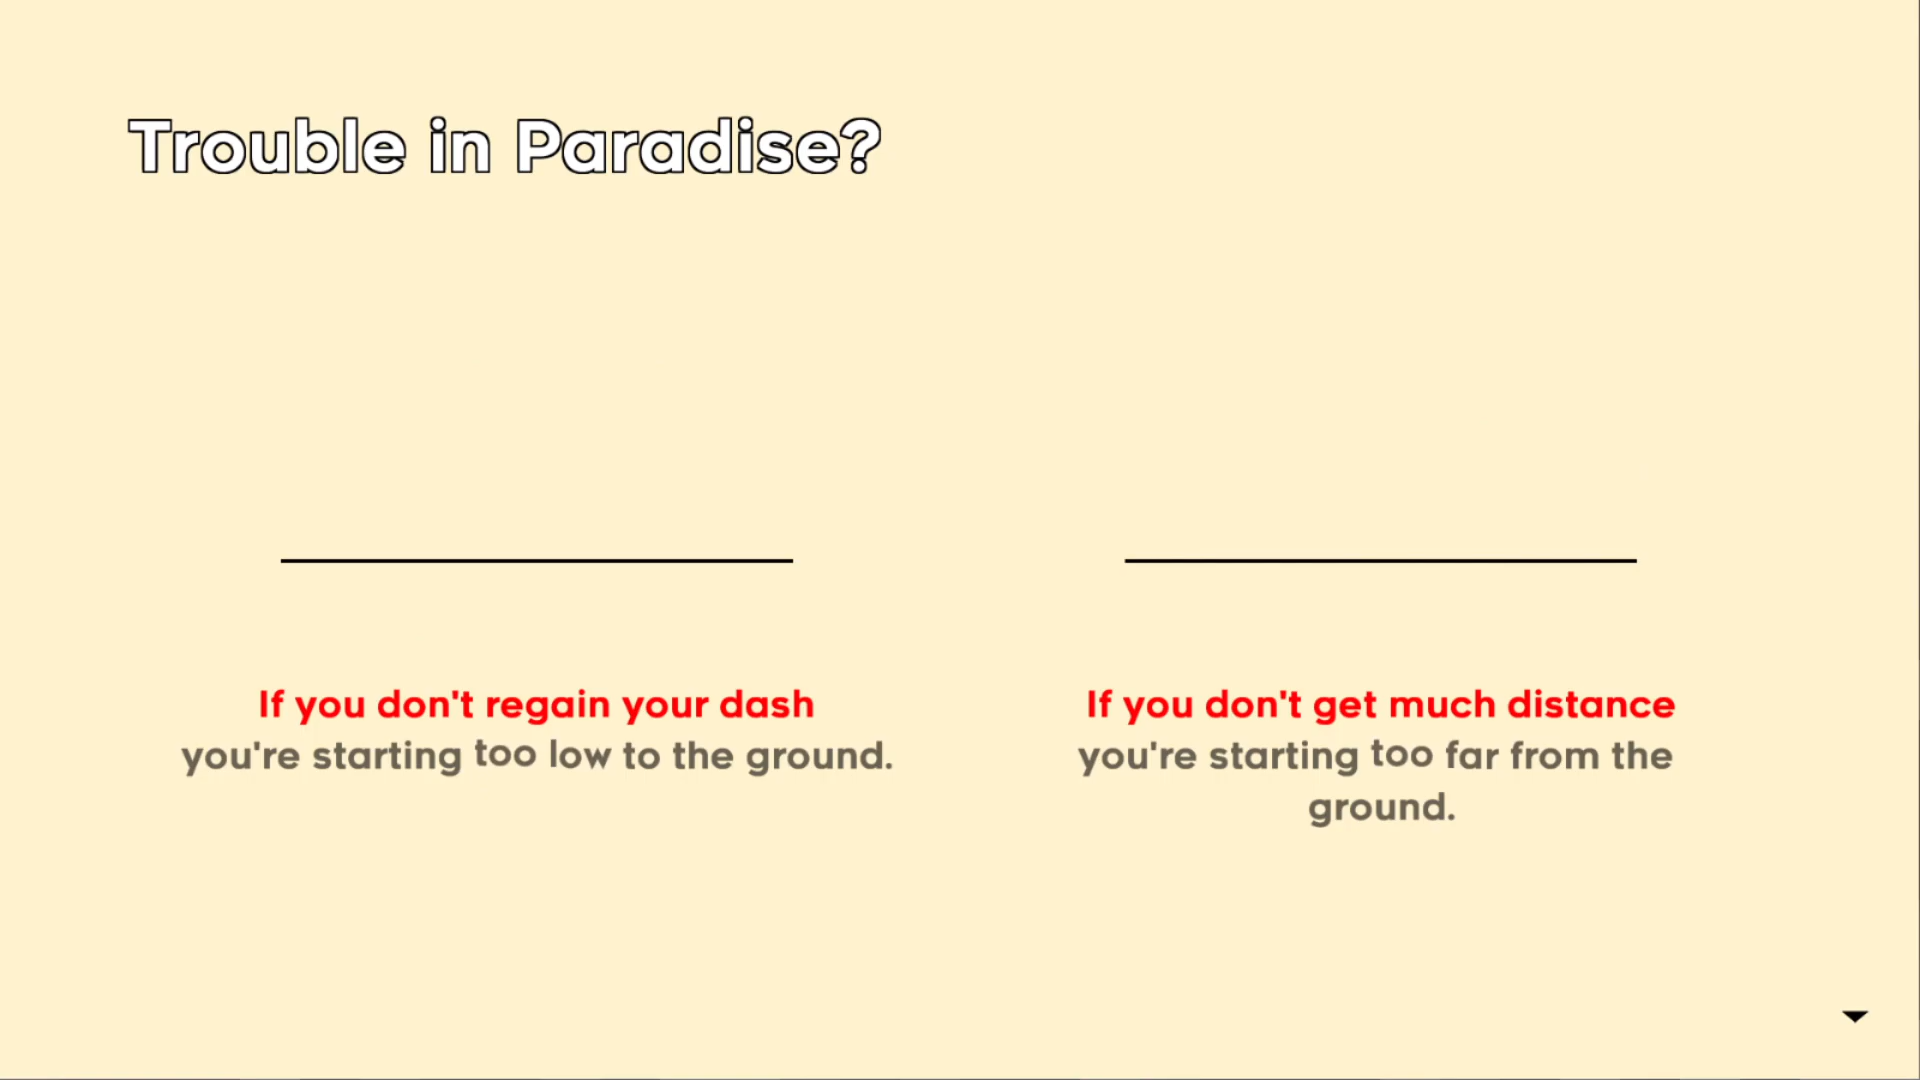 Trouble in Paradise?
If you don't regain your dash
you're starting too low to the ground.
If you don't get much distance
you're starting too far from the
ground.